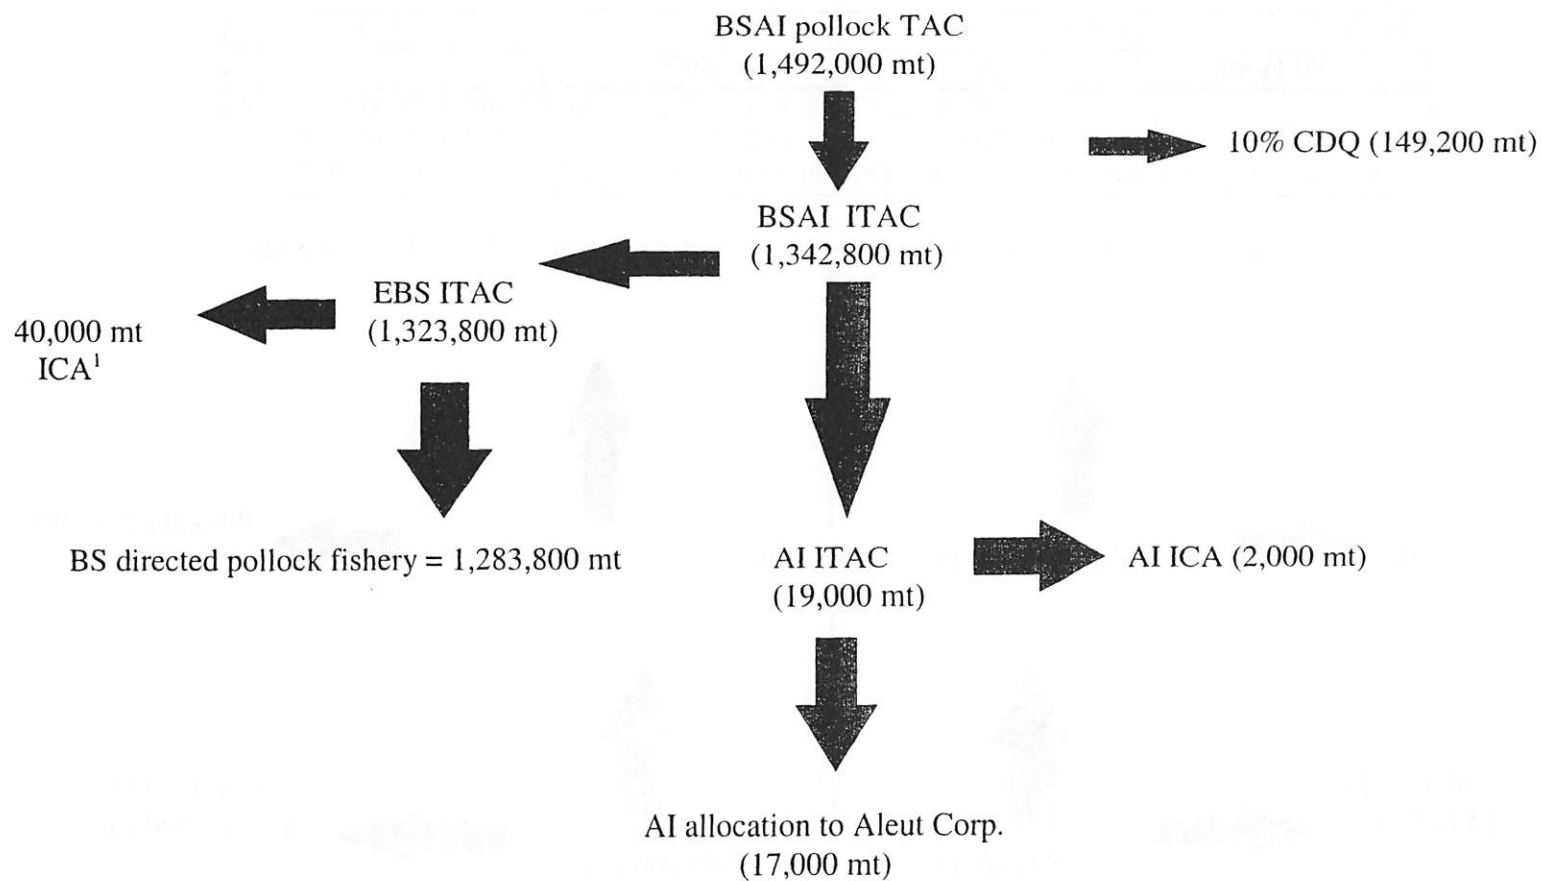 BSAI pollock TAC
(1,492,000 mt)
10% CDQ (149,200 mt)
BSAI ITAC
(1,342,800 mt)
EBS ITAC
(1,323,800 mt)
40,000 mt
ICA¹
BS directed pollock fishery = 1,283,800 mt
AI ITAC
(19,000 mt)
AI ICA (2,000 mt)
AI allocation to Aleut Corp.
(17,000 mt)